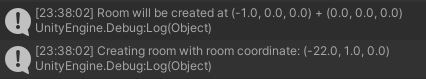 [23:38:02] Room will be created at (-1.0, 0.0, 0.0) + (0.0, 0.0, 0.0)
UnityEngine.Debug:Log(Object)
[23:38:02] Creating room with room coordinate: (-22.0, 1.0, 0.0)
UnityEngine.Debug:Log(Object)